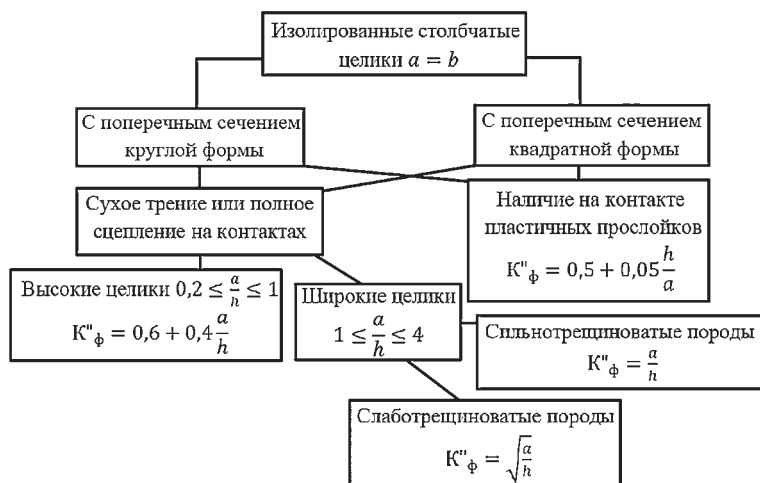 Изолированные столбчатые
целики a = b
С поперечным сечением
круглой формы
С поперечным сечением
квадратной формы
Сухое трение или полное
сцепление на контактах
Наличие на контакте
пластичных прослойков
К"ф = 0,5 + 0,05 h/a
Высокие целики 0,2 ≤ a/h ≤ 1
К"ф = 0,6 + 0,4 a/h
Широкие целики
1 ≤ a/h ≤ 4
Сильнотрещиноватые породы
К"ф = a/h
Слаботрещиноватые породы
К"ф = √(a/h)